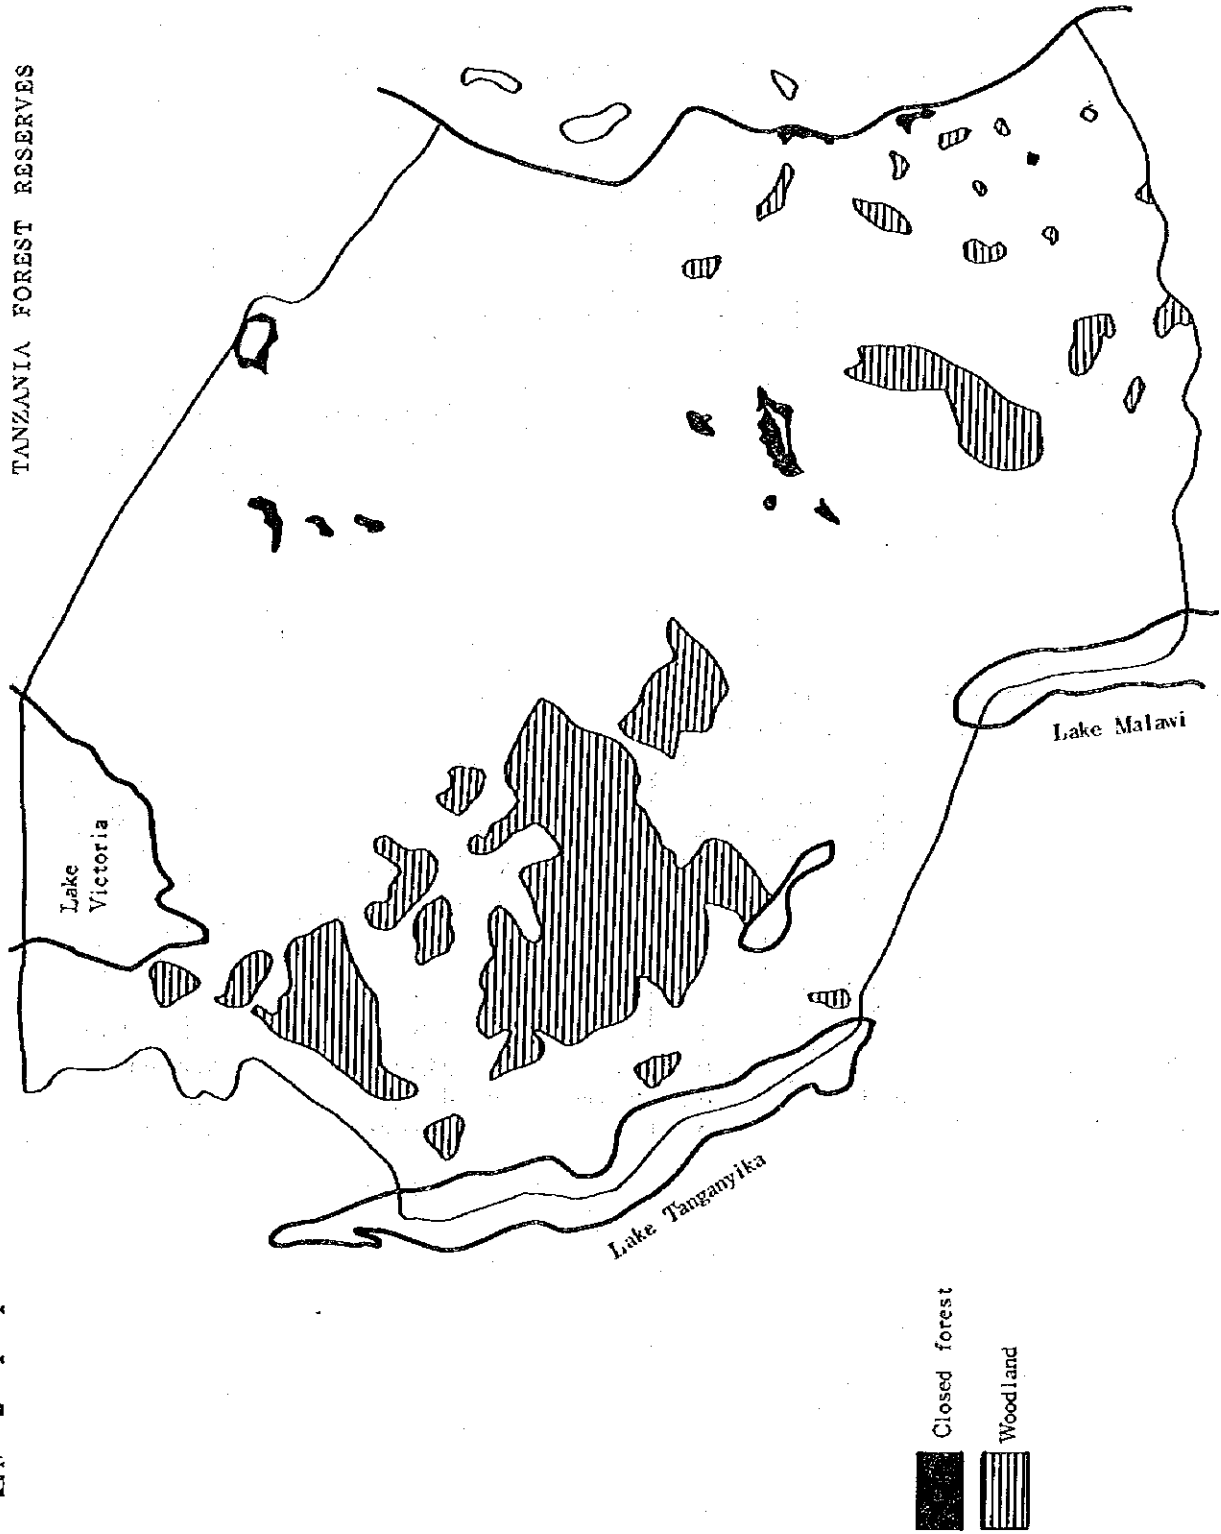 TANZANIA FOREST RESERVES
Lake
Victoria
Lake Tanganyika
Lake Malawi
Closed forest
Woodland